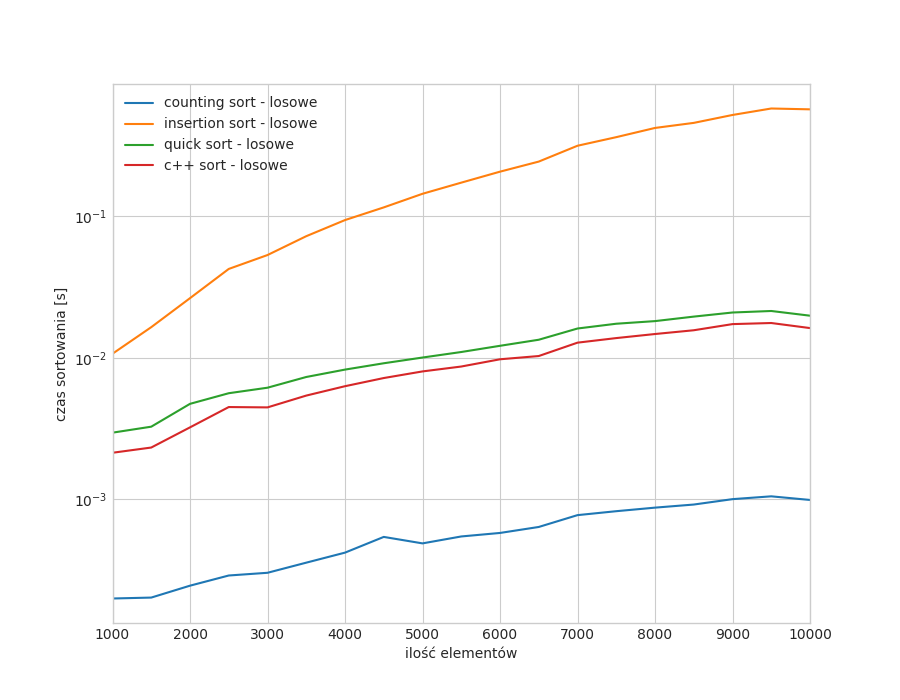 counting sort - losowe
insertion sort - losowe
quick sort - losowe
c++ sort - losowe
10⁻¹
10⁻²
10⁻³
czas sortowania [s]
1000 2000 3000 4000 5000 6000 7000 8000 9000 10000
ilość elementów